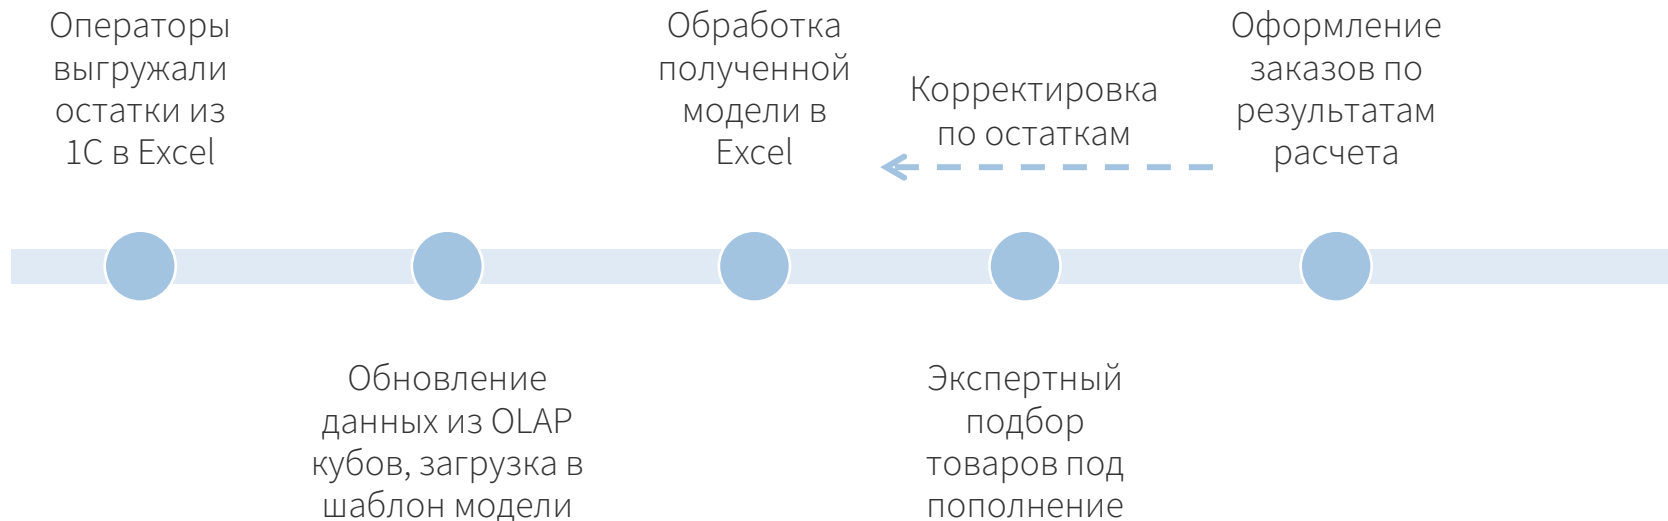 Операторы
выгружали
остатки из
1С в Excel
Обновление
данных из OLAP
кубов, загрузка в
шаблон модели
Обработка
полученной
модели в
Excel
Корректировка
по остаткам
Экспертный
подбор
товаров под
пополнение
Оформление
заказов по
результатам
расчета